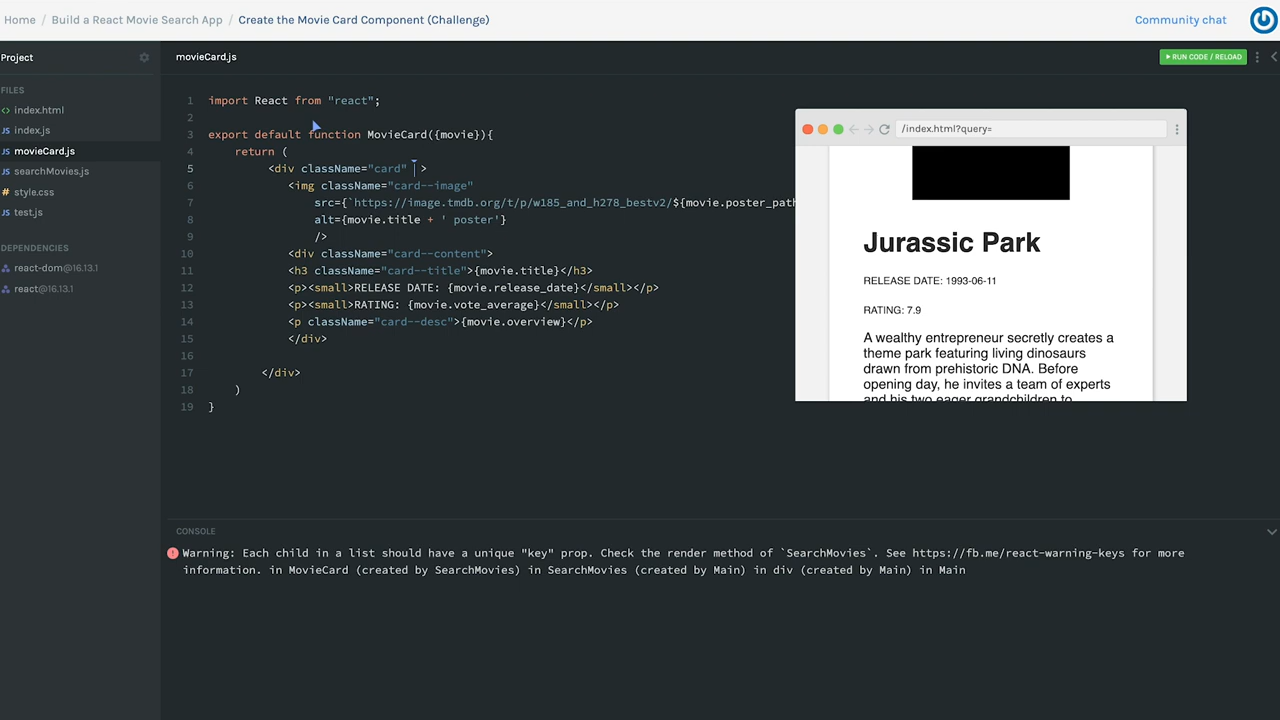 Home / Build a React Movie Search App / Create the Movie Card Component (Challenge)
Community chat
Project
movieCard.js
RUN CODE / RELOAD
FILES
index.html
JS index.js
JS movieCard.js
JS searchMovies.js
# style.css
JS test.js
DEPENDENCIES
react-dom@16.13.1
react@16.13.1
1 import React from "react";
2
3 export default function MovieCard({movie}){
4 return (
5 <div className="card" >
6 <img className="card--image"
7 src={`https://image.tmdb.org/t/p/w185_and_h278_bestv2/${movie.poster_path
8 alt={movie.title + ' poster'}
9 />
10 <div className="card--content">
11 <h3 className="card--title">{movie.title}</h3>
12 <p><small>RELEASE DATE: {movie.release_date}</small></p>
13 <p><small>RATING: {movie.vote_average}</small></p>
14 <p className="card--desc">{movie.overview}</p>
15 </div>
16
17 </div>
18 )
19 }
/index.html?query=
Jurassic Park
RELEASE DATE: 1993-06-11
RATING: 7.9
A wealthy entrepreneur secretly creates a
theme park featuring living dinosaurs
drawn from prehistoric DNA. Before
opening day, he invites a team of experts
and his two eager grandchildren to
CONSOLE
Warning: Each child in a list should have a unique "key" prop. Check the render method of `SearchMovies`. See https://fb.me/react-warning-keys for more
information. in MovieCard (created by SearchMovies) in SearchMovies (created by Main) in div (created by Main) in Main